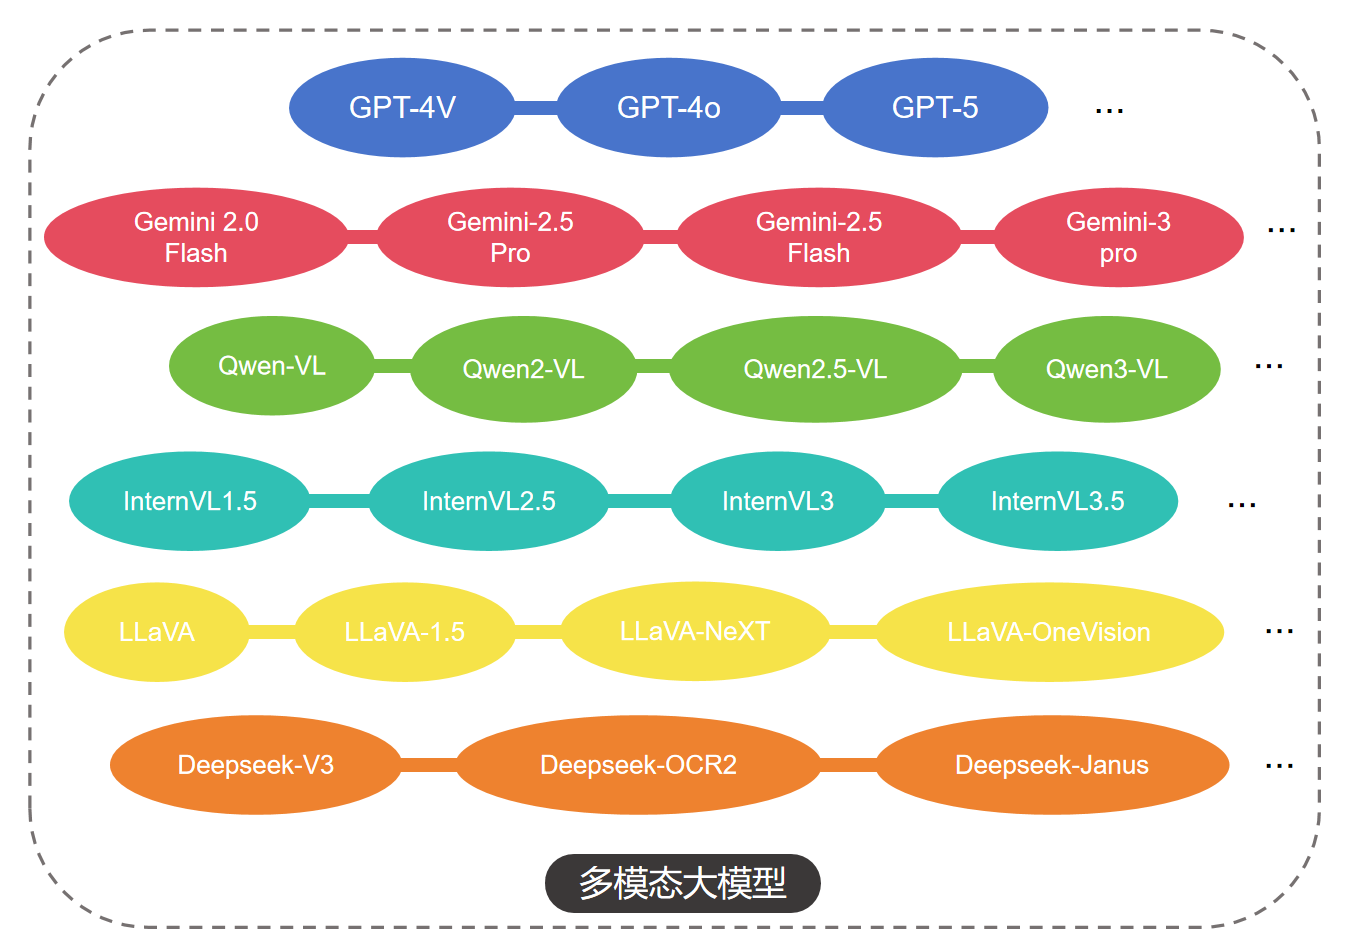 GPT-4V GPT-4o GPT-5 ...
Gemini 2.0 Flash Gemini-2.5 Pro Gemini-2.5 Flash Gemini-3 pro ...
Qwen-VL Qwen2-VL Qwen2.5-VL Qwen3-VL ...
InternVL1.5 InternVL2.5 InternVL3 InternVL3.5 ...
LLaVA LLaVA-1.5 LLaVA-NeXT LLaVA-OneVision ...
Deepseek-V3 Deepseek-OCR2 Deepseek-Janus ...
多模态大模型